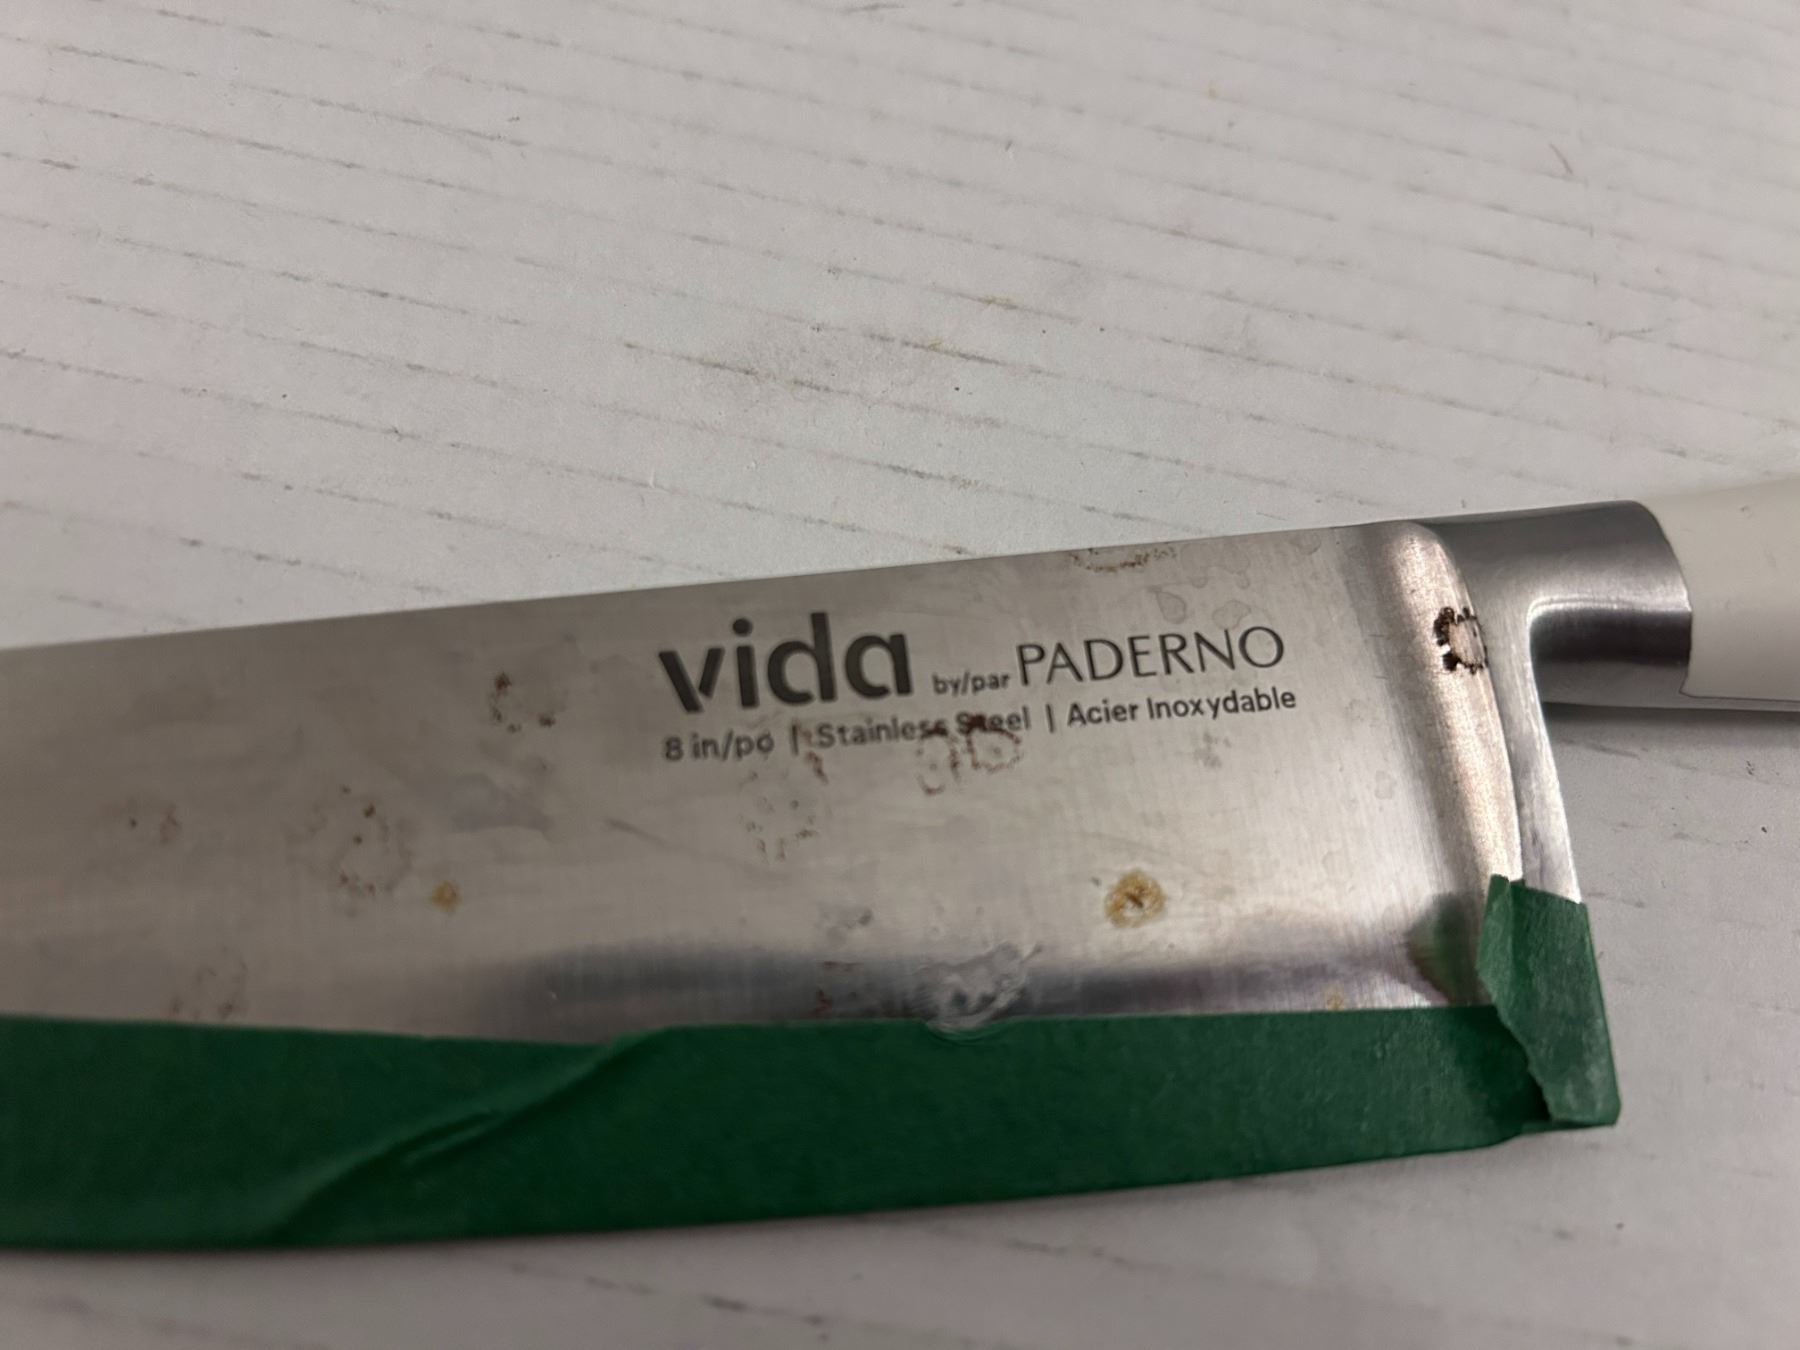 vida by/par PADERNO
8 in/po | Stainless Steel | Acier Inoxydable